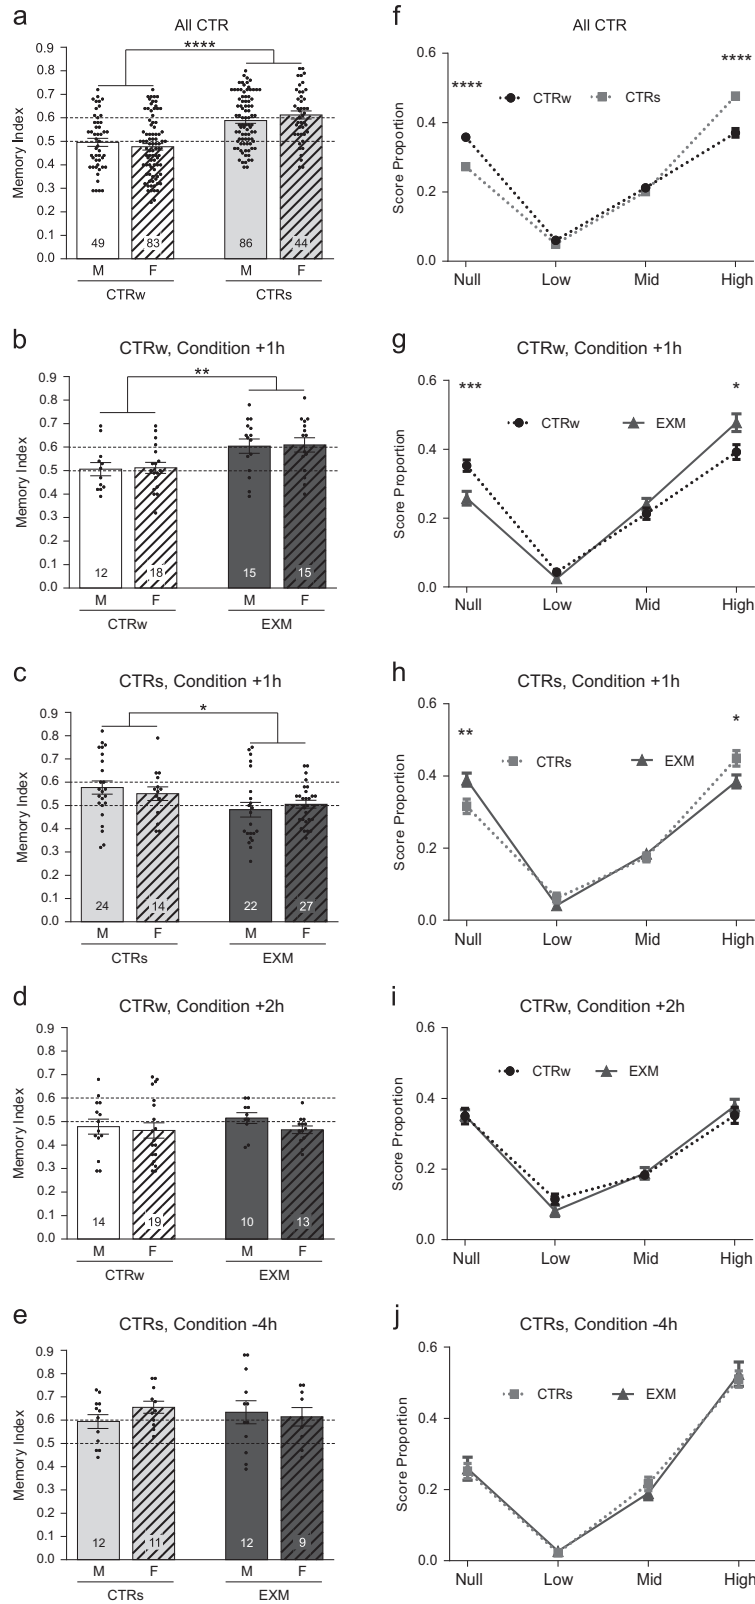 a
All CTR
****
Memory Index
0.9
0.8
0.7
0.6
0.5
0.4
0.3
0.2
0.1
0.0
49 83 86 44
M F M F
CTRw CTRs
f
All CTR
**** ****
CTRw CTRs
Score Proportion
0.6
0.4
0.2
0.0
Null Low Mid High
b
CTRw, Condition +1h
**
Memory Index
0.9
0.8
0.7
0.6
0.5
0.4
0.3
0.2
0.1
0.0
12 18 15 15
M F M F
CTRw EXM
g
CTRw, Condition +1h
*** *
CTRw EXM
Score Proportion
0.6
0.4
0.2
0.0
Null Low Mid High
c
CTRs, Condition +1h
*
Memory Index
0.9
0.8
0.7
0.6
0.5
0.4
0.3
0.2
0.1
0.0
24 14 22 27
M F M F
CTRs EXM
h
CTRs, Condition +1h
** *
CTRs EXM
Score Proportion
0.6
0.4
0.2
0.0
Null Low Mid High
d
CTRw, Condition +2h
Memory Index
0.9
0.8
0.7
0.6
0.5
0.4
0.3
0.2
0.1
0.0
14 19 10 13
M F M F
CTRw EXM
i
CTRw, Condition +2h
CTRw EXM
Score Proportion
0.6
0.4
0.2
0.0
Null Low Mid High
e
CTRs, Condition -4h
Memory Index
0.9
0.8
0.7
0.6
0.5
0.4
0.3
0.2
0.1
0.0
12 11 12 9
M F M F
CTRs EXM
j
CTRs, Condition -4h
CTRs EXM
Score Proportion
0.6
0.4
0.2
0.0
Null Low Mid High